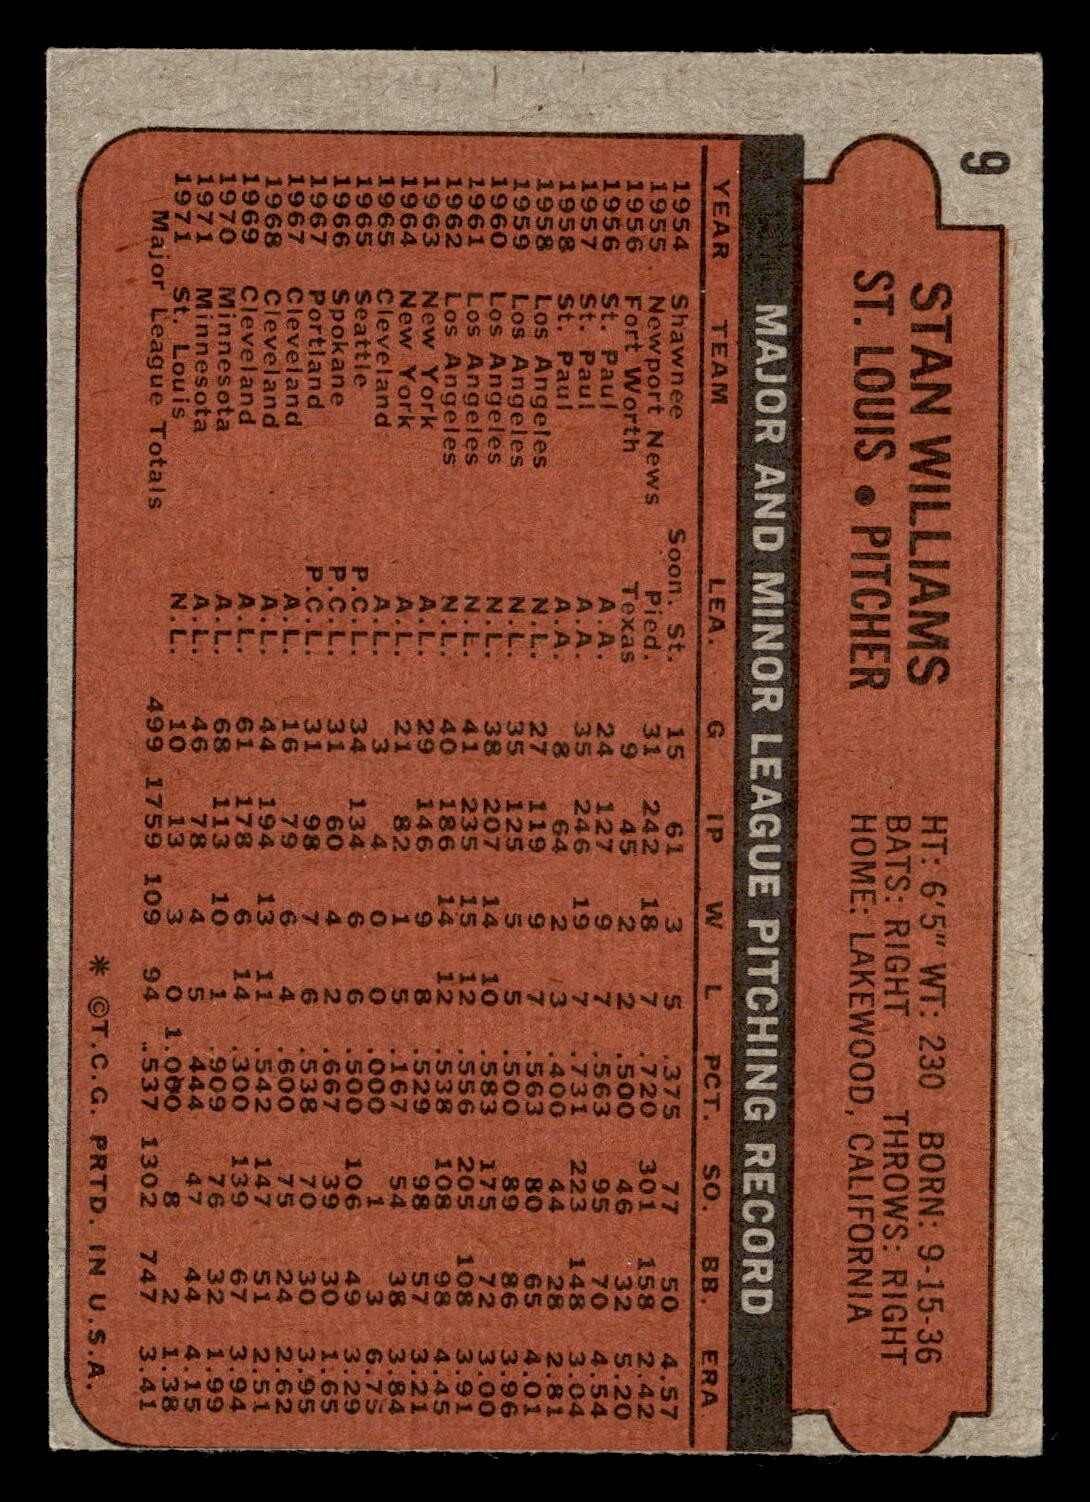 9
STAN WILLIAMS
ST. LOUIS • PITCHER
HT: 6'5" WT: 230 BORN: 9-15-36
BATS: RIGHT THROWS: RIGHT
HOME: LAKEWOOD, CALIFORNIA
MAJOR AND MINOR LEAGUE PITCHING RECORD
YEAR TEAM LEA. G IP W L PCT. SO. BB. ERA
1954 Shawnee Soon. St. 15 61 3 5 .375 77 50 4.57
1955 Newport News Pied. 31 242 18 7 .720 301 158 2.42
1956 Fort Worth Texas 9 45 2 2 .500 46 32 5.20
1956 St. Paul A.A. 24 127 9 7 .563 95 70 4.54
1957 St. Paul A.A. 35 246 19 7 .731 223 148 3.04
1958 St. Paul A.A. 8 64 2 3 .400 44 28 2.81
1958 Los Angeles N.L. 27 119 9 7 .563 80 65 4.01
1959 Los Angeles N.L. 35 125 5 5 .500 89 86 3.96
1960 Los Angeles N.L. 38 207 14 10 .583 175 72 3.00
1961 Los Angeles N.L. 41 235 15 12 .556 205 108 3.91
1962 Los Angeles N.L. 40 186 14 12 .538 108 98 4.45
1963 New York A.L. 29 146 9 8 .529 98 57 3.21
1964 New York A.L. 21 82 1 5 .167 54 38 3.84
1965 Cleveland A.L. 3 4 0 0 .000 1 3 6.75
1965 Seattle P.C.L. 34 134 6 6 .500 106 49 3.29
1966 Spokane P.C.L. 31 60 4 2 .667 39 30 1.65
1967 Portland P.C.L. 31 98 7 6 .538 70 30 3.95
1967 Cleveland A.L. 16 79 6 4 .600 75 24 2.62
1968 Cleveland A.L. 44 194 13 11 .542 147 51 2.51
1969 Cleveland A.L. 61 178 6 14 .300 139 67 3.94
1970 Minnesota A.L. 68 113 10 1 .909 76 32 1.99
1971 Minnesota A.L. 46 78 4 5 .444 47 44 4.15
1971 St. Louis N.L. 10 13 3 0 1.000 8 2 1.38
Major League Totals 499 1759 109 94 .537 1302 747 3.41
* ©T.C.G. PRTD. IN U.S.A.